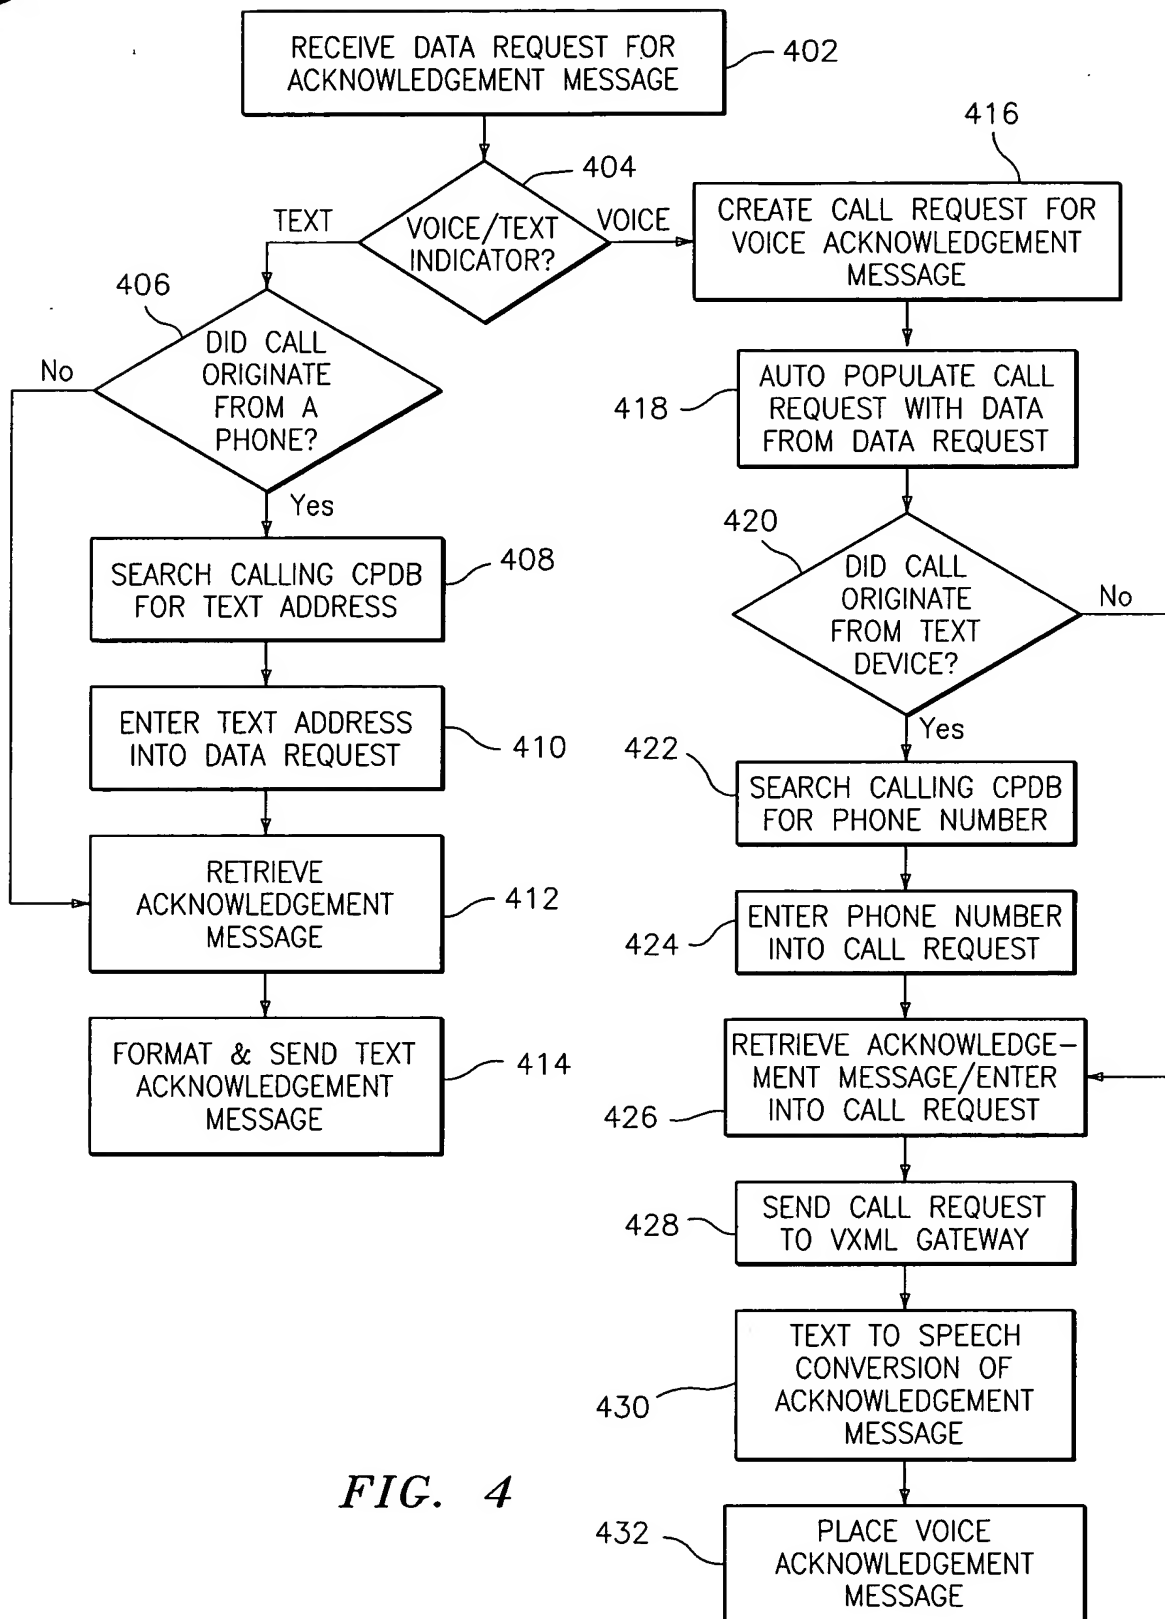 RECEIVE DATA REQUEST FOR
ACKNOWLEDGEMENT MESSAGE
402
404
VOICE/TEXT
INDICATOR?
TEXT
VOICE
406
DID CALL
ORIGINATE
FROM A
PHONE?
No
Yes
SEARCH CALLING CPDB
FOR TEXT ADDRESS
408
ENTER TEXT ADDRESS
INTO DATA REQUEST
410
RETRIEVE
ACKNOWLEDGEMENT
MESSAGE
412
FORMAT & SEND TEXT
ACKNOWLEDGEMENT
MESSAGE
414
416
CREATE CALL REQUEST FOR
VOICE ACKNOWLEDGEMENT
MESSAGE
AUTO POPULATE CALL
REQUEST WITH DATA
FROM DATA REQUEST
418
420
DID CALL
ORIGINATE
FROM TEXT
DEVICE?
No
Yes
422
SEARCH CALLING CPDB
FOR PHONE NUMBER
ENTER PHONE NUMBER
INTO CALL REQUEST
424
RETRIEVE ACKNOWLEDGE-
MENT MESSAGE/ENTER
INTO CALL REQUEST
426
SEND CALL REQUEST
TO VXML GATEWAY
428
TEXT TO SPEECH
CONVERSION OF
ACKNOWLEDGEMENT
MESSAGE
430
PLACE VOICE
ACKNOWLEDGEMENT
MESSAGE
432
FIG. 4